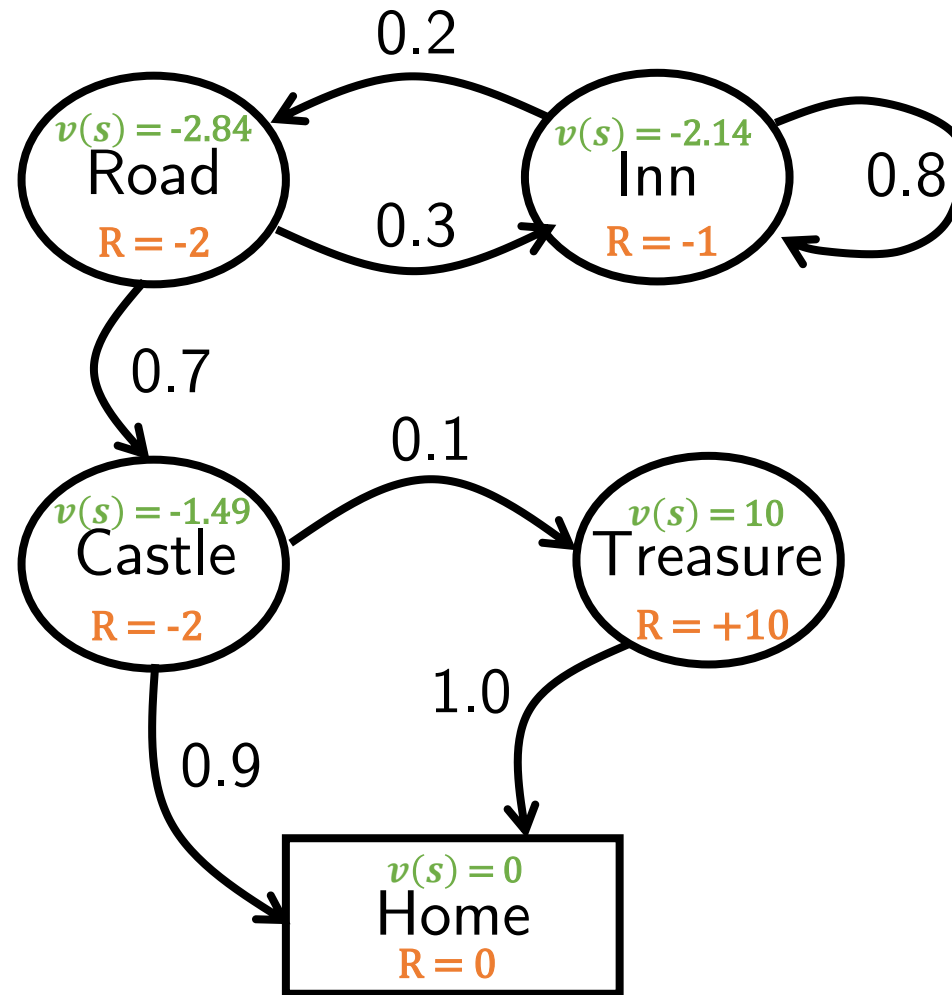 0.2
v(s) = -2.84
Road
R = -2
v(s) = -2.14
Inn
R = -1
0.8
0.3
0.7
0.1
v(s) = -1.49
Castle
R = -2
v(s) = 10
Treasure
R = +10
1.0
0.9
v(s) = 0
Home
R = 0